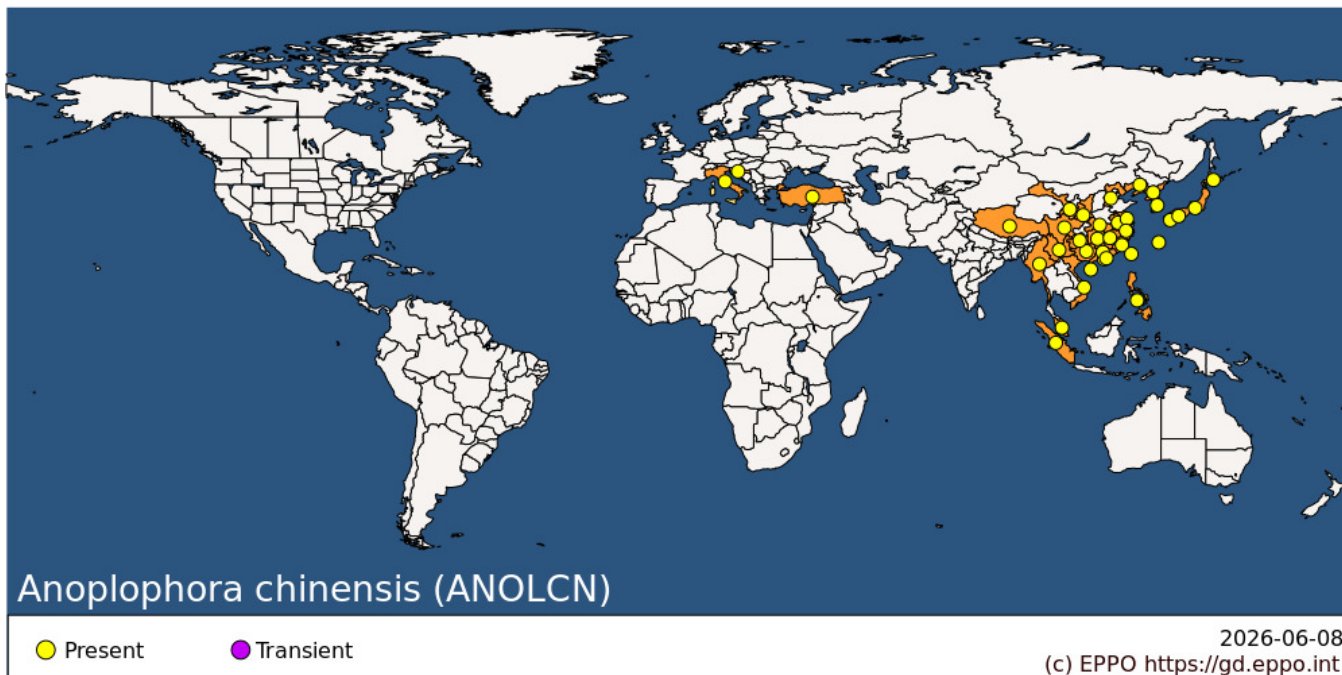 Anoplophora chinensis (ANOLCN)
Present
Transient
2026-06-08
(c) EPPO https://gd.eppo.int